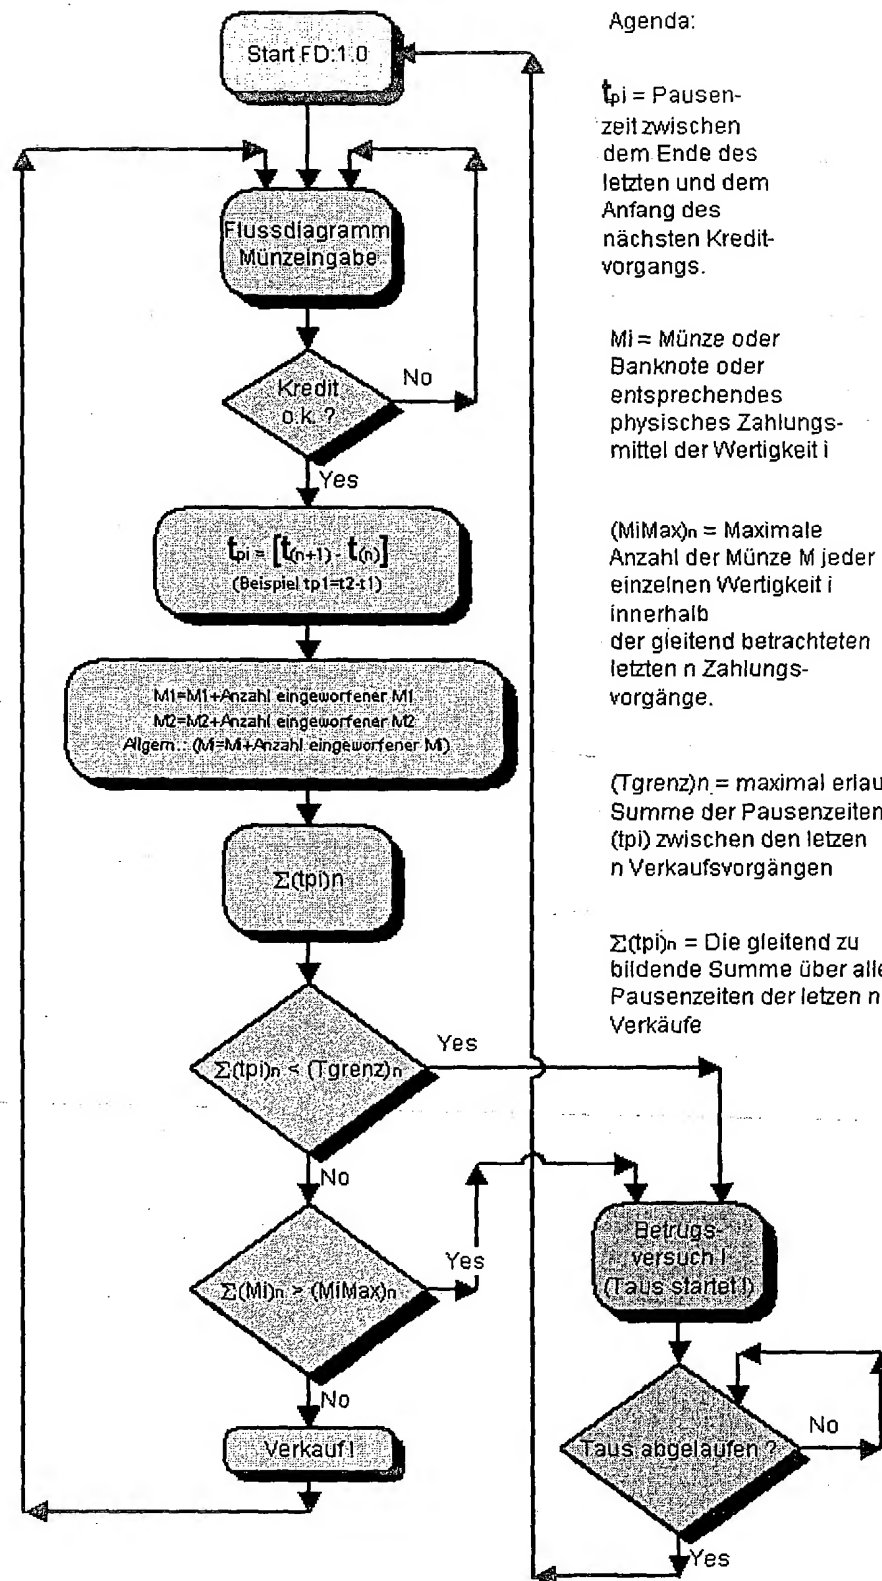 Start FD:1.0
Flussdiagramm
Münzeingabe
Kredit
o.k. ?
No
Yes
tpi = [t(n+1) - t(n)]
(Beispiel tp1=t2-t1)
M1=M1+Anzahl eingeworfener M1
M2=M2+Anzahl eingeworfener M2
Allgem.: (Mi=Mi+Anzahl eingeworfener Mi)
Σ(tpi)n
Σ(tpi)n < (Tgrenz)n
Yes
No
Σ(Mi)n > (MiMax)n
Yes
No
Verkauf !
Betrugs-
versuch !
(Taus startet !)
Taus abgelaufen ?
No
Yes
Agenda:
tpi = Pausen-
zeit zwischen
dem Ende des
letzten und dem
Anfang des
nächsten Kredit-
vorgangs.
Mi = Münze oder
Banknote oder
entsprechendes
physisches Zahlungs-
mittel der Wertigkeit i
(MiMax)n = Maximale
Anzahl der Münze M jeder
einzelnen Wertigkeit i
innerhalb
der gleitend betrachteten
letzten n Zahlungs-
vorgänge.
(Tgrenz)n = maximal erlau
Summe der Pausenzeiten
(tpi) zwischen den letzen
n Verkaufsvorgängen
Σ(tpi)n = Die gleitend zu
bildende Summe über alle
Pausenzeiten der letzen n
Verkäufe